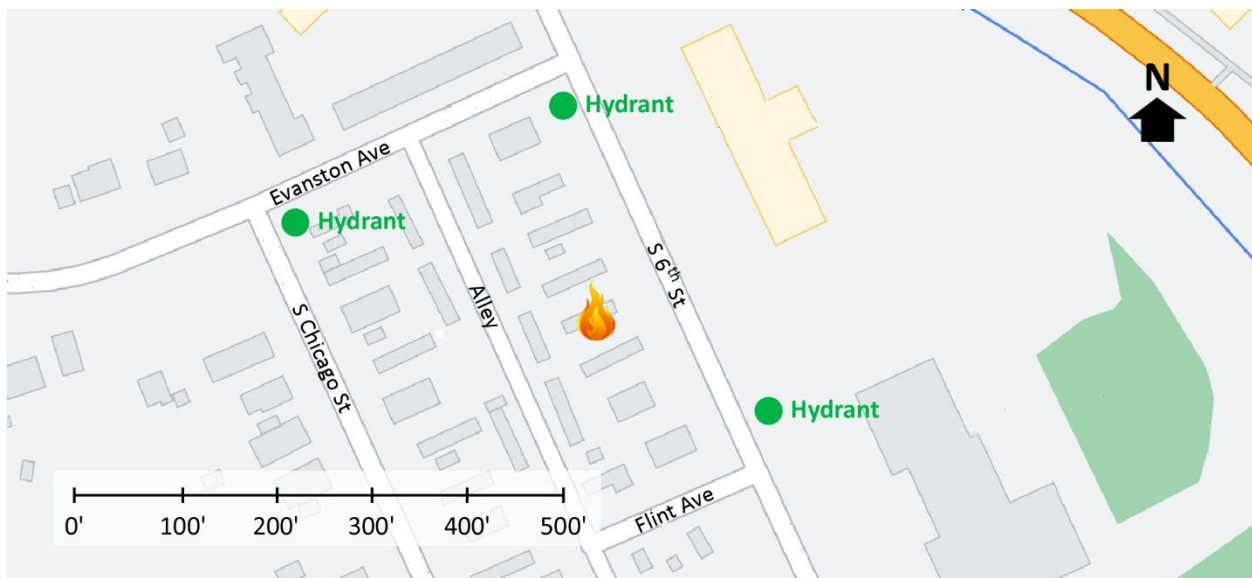 N
Hydrant
Evanston Ave
Hydrant
S 6th St
Alley
S Chicago St
Hydrant
Flint Ave
0' 100' 200' 300' 400' 500'